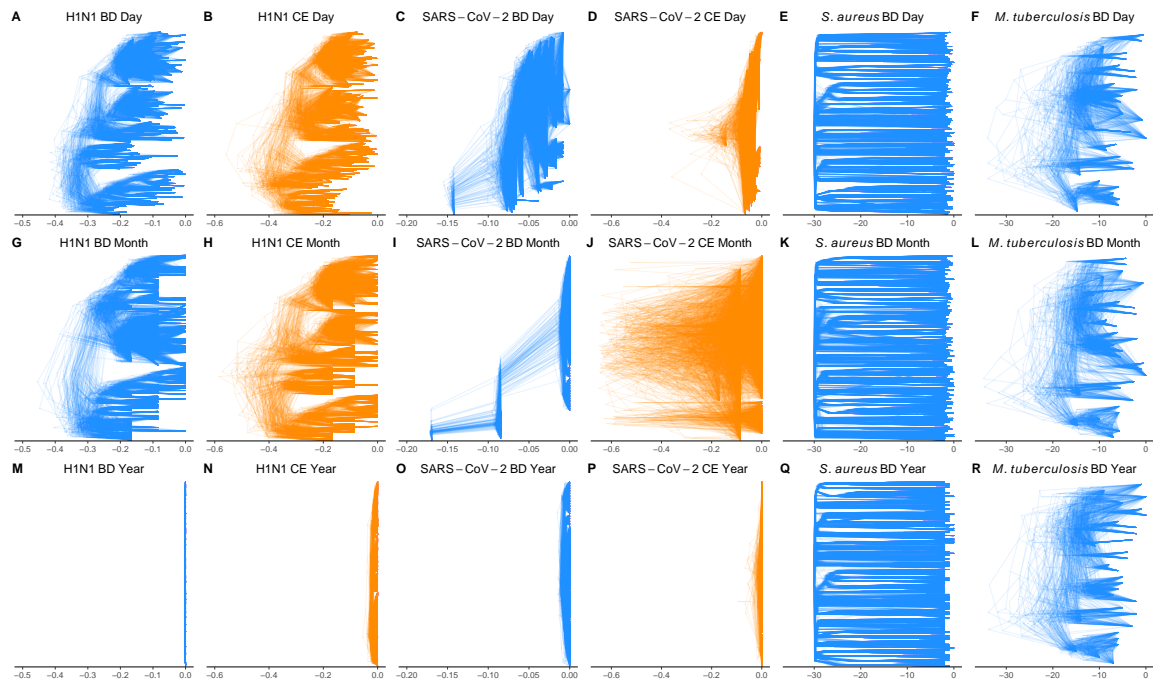 A H1N1 BD Day B H1N1 CE Day C SARS−CoV−2 BD Day D SARS−CoV−2 CE Day E S. aureus BD Day F M. tuberculosis BD Day
−0.5 −0.4 −0.3 −0.2 −0.1 0.0 −0.6 −0.4 −0.2 0.0 −0.20 −0.15 −0.10 −0.05 0.00 −0.6 −0.4 −0.2 0.0 −30 −20 −10 0 −30 −20 −10 0
G H1N1 BD Month H H1N1 CE Month I SARS−CoV−2 BD Month J SARS−CoV−2 CE Month K S. aureus BD Month L M. tuberculosis BD Month
−0.5 −0.4 −0.3 −0.2 −0.1 0.0 −0.6 −0.4 −0.2 0.0 −0.20 −0.15 −0.10 −0.05 0.00 −0.6 −0.4 −0.2 0.0 −30 −20 −10 0 −30 −20 −10 0
M H1N1 BD Year N H1N1 CE Year O SARS−CoV−2 BD Year P SARS−CoV−2 CE Year Q S. aureus BD Year R M. tuberculosis BD Year
−0.5 −0.4 −0.3 −0.2 −0.1 0.0 −0.6 −0.4 −0.2 0.0 −0.20 −0.15 −0.10 −0.05 0.00 −0.6 −0.4 −0.2 0.0 −30 −20 −10 0 −30 −20 −10 0